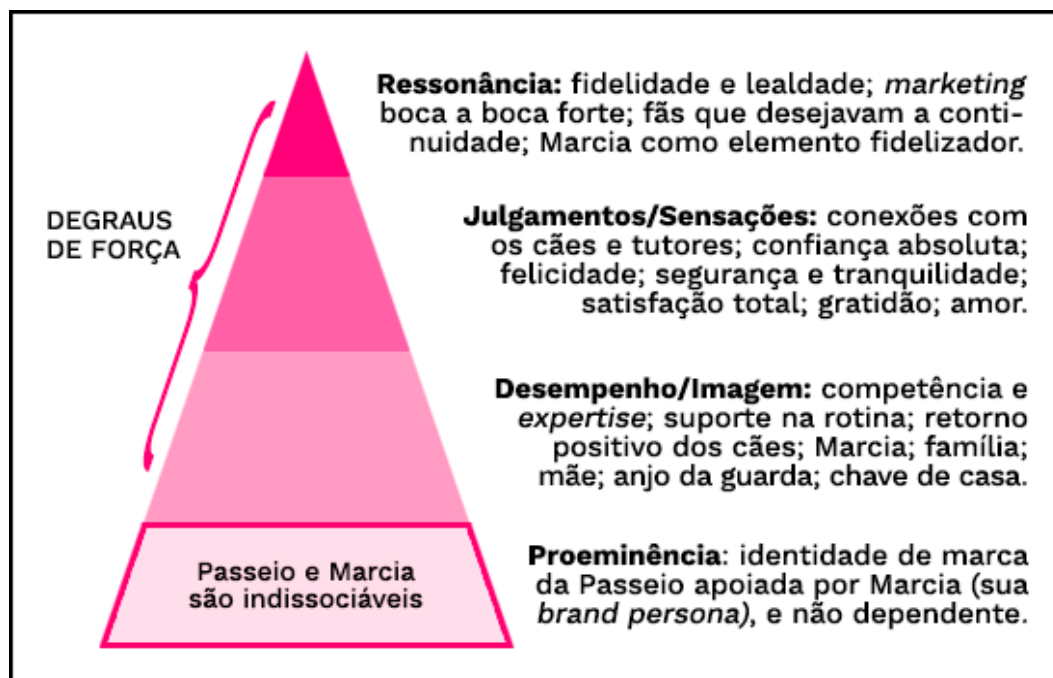 Ressonância: fidelidade e lealdade; marketing
boca a boca forte; fãs que desejavam a conti-
nuidade; Marcia como elemento fidelizador.
DEGRAUS
DE FORÇA
Julgamentos/Sensações: conexões com
os cães e tutores; confiança absoluta;
felicidade; segurança e tranquilidade;
satisfação total; gratidão; amor.
Desempenho/Imagem: competência e
expertise; suporte na rotina; retorno
positivo dos cães; Marcia; família;
mãe; anjo da guarda; chave de casa.
Passeio e Marcia
são indissociáveis
Proeminência: identidade de marca
da Passeio apoiada por Marcia (sua
brand persona), e não dependente.